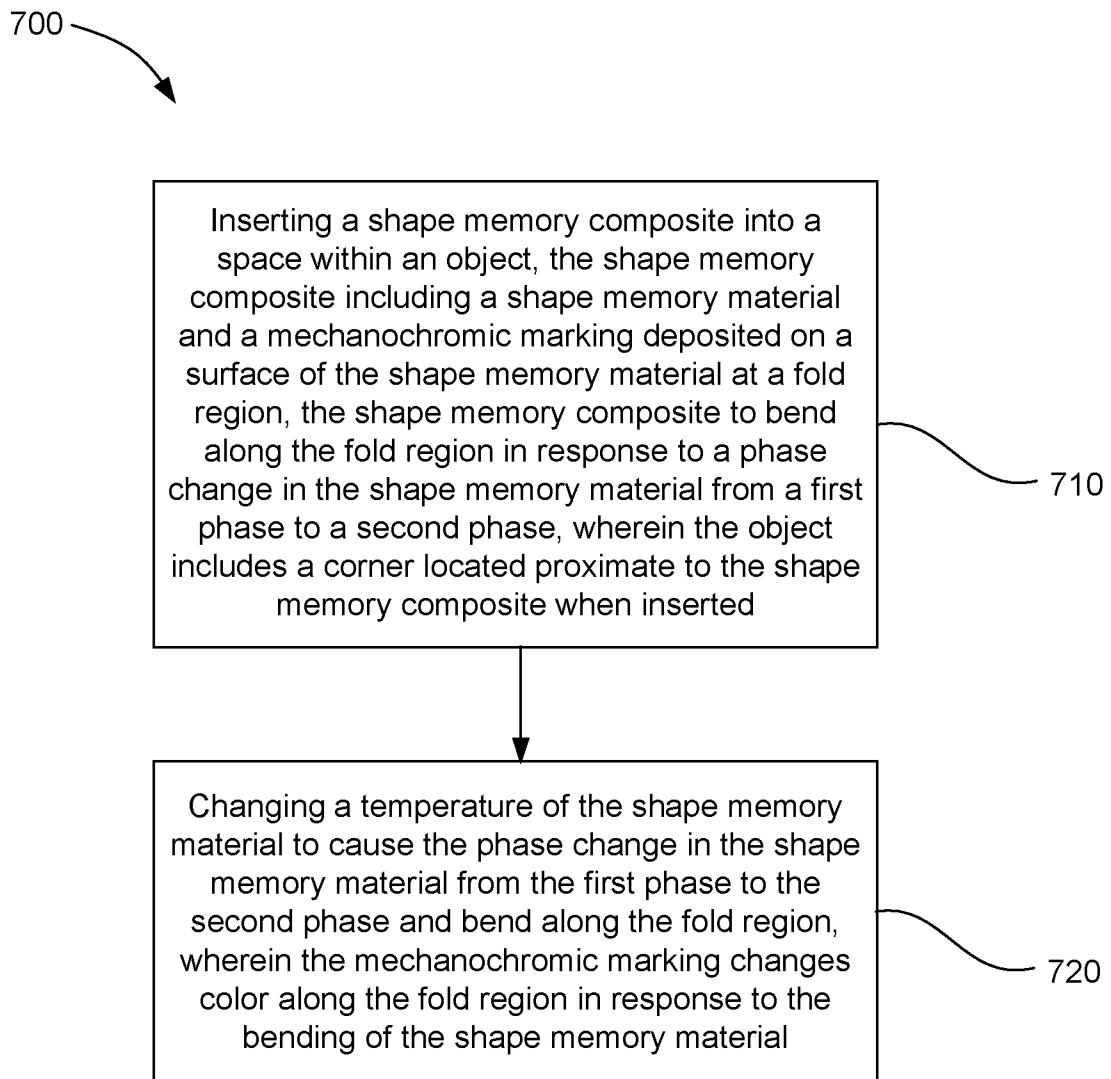 700
Inserting a shape memory composite into a
space within an object, the shape memory
composite including a shape memory material
and a mechanochromic marking deposited on a
surface of the shape memory material at a fold
region, the shape memory composite to bend
along the fold region in response to a phase
change in the shape memory material from a first
phase to a second phase, wherein the object
includes a corner located proximate to the shape
memory composite when inserted
710
Changing a temperature of the shape memory
material to cause the phase change in the shape
memory material from the first phase to the
second phase and bend along the fold region,
wherein the mechanochromic marking changes
color along the fold region in response to the
bending of the shape memory material
720